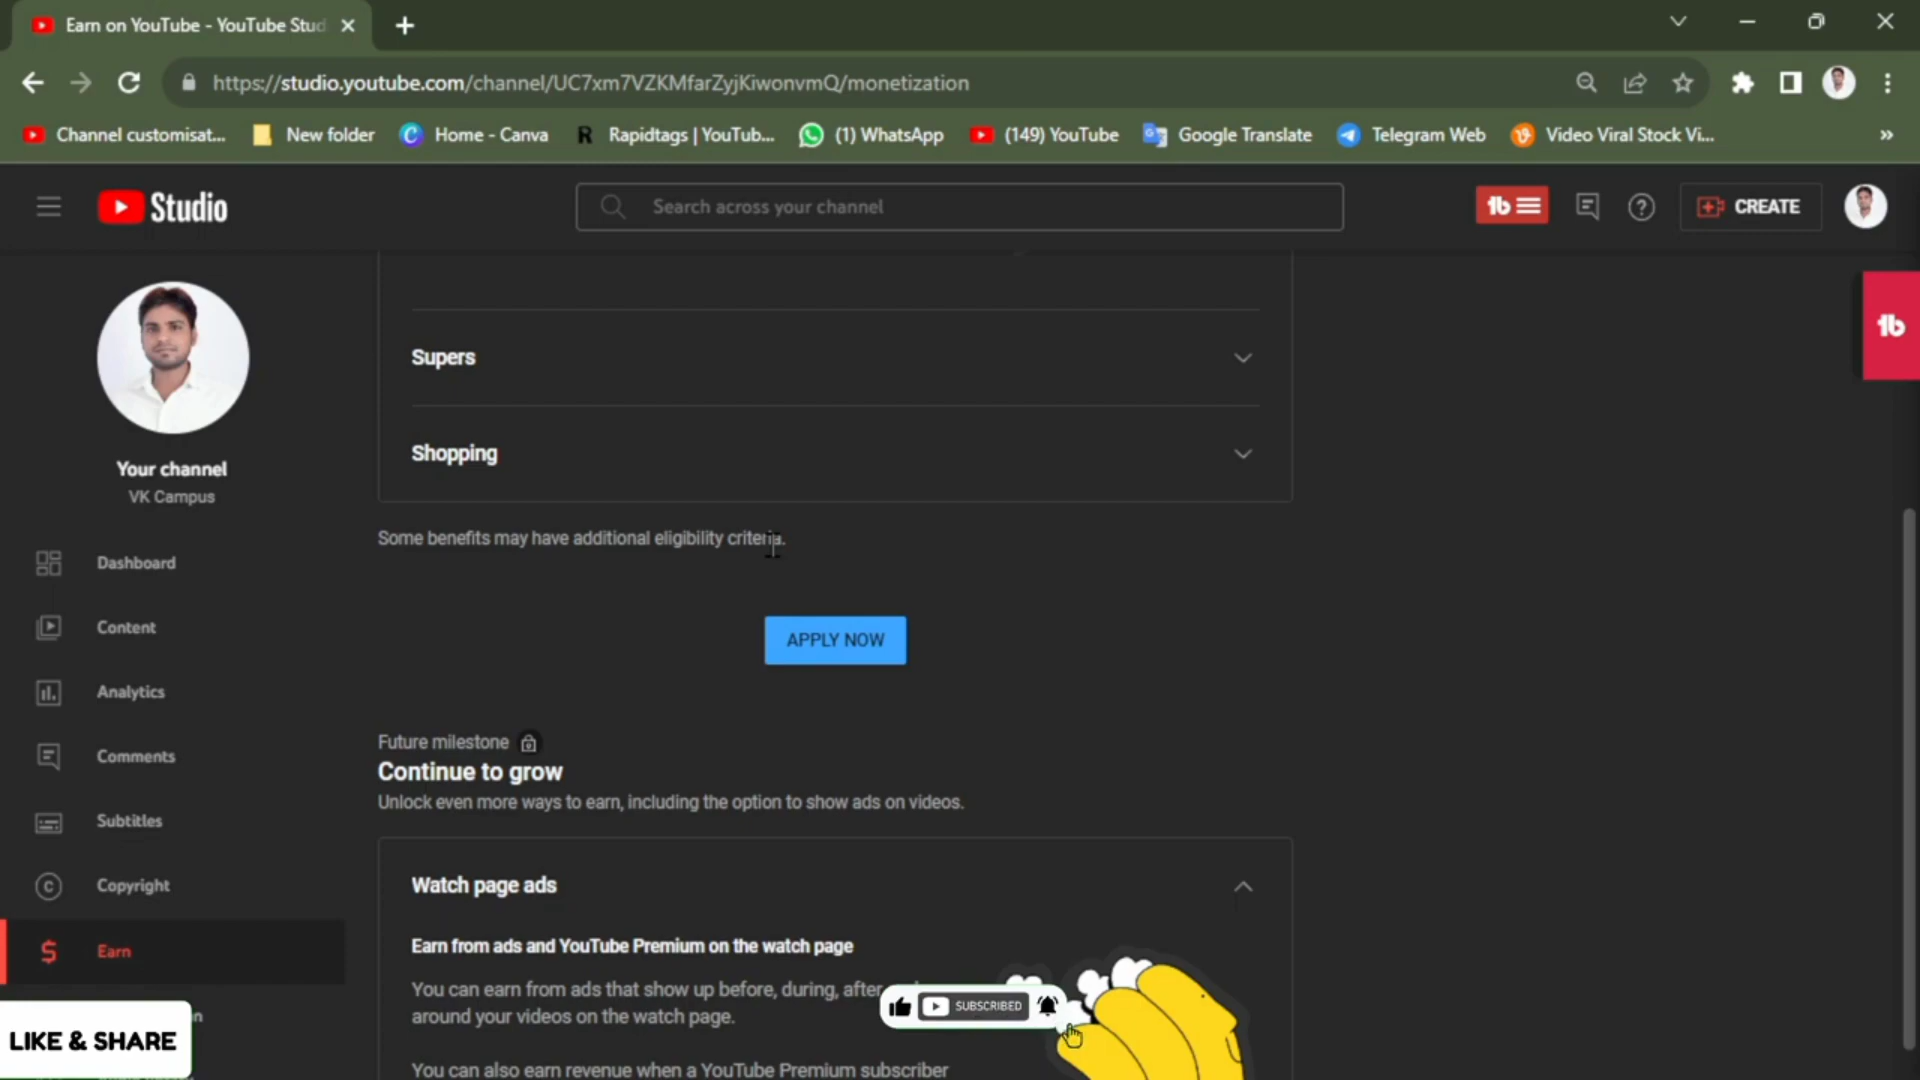 Earn on YouTube - YouTube Stud
https://studio.youtube.com/channel/UC7xm7VZKMfarZyjKiwonvmQ/monetization
Channel customisat...
New folder
Home - Canva
Rapidtags | YouTub...
(1) WhatsApp
(149) YouTube
Google Translate
Telegram Web
Video Viral Stock Vi...
»
Studio
Search across your channel
CREATE
Your channel
VK Campus
Dashboard
Content
Analytics
Comments
Subtitles
Copyright
Earn
LIKE & SHARE
Supers
Shopping
Some benefits may have additional eligibility criteria.
APPLY NOW
Future milestone
Continue to grow
Unlock even more ways to earn, including the option to show ads on videos.
Watch page ads
Earn from ads and YouTube Premium on the watch page
You can earn from ads that show up before, during, after
around your videos on the watch page.
You can also earn revenue when a YouTube Premium subscriber
SUBSCRIBED